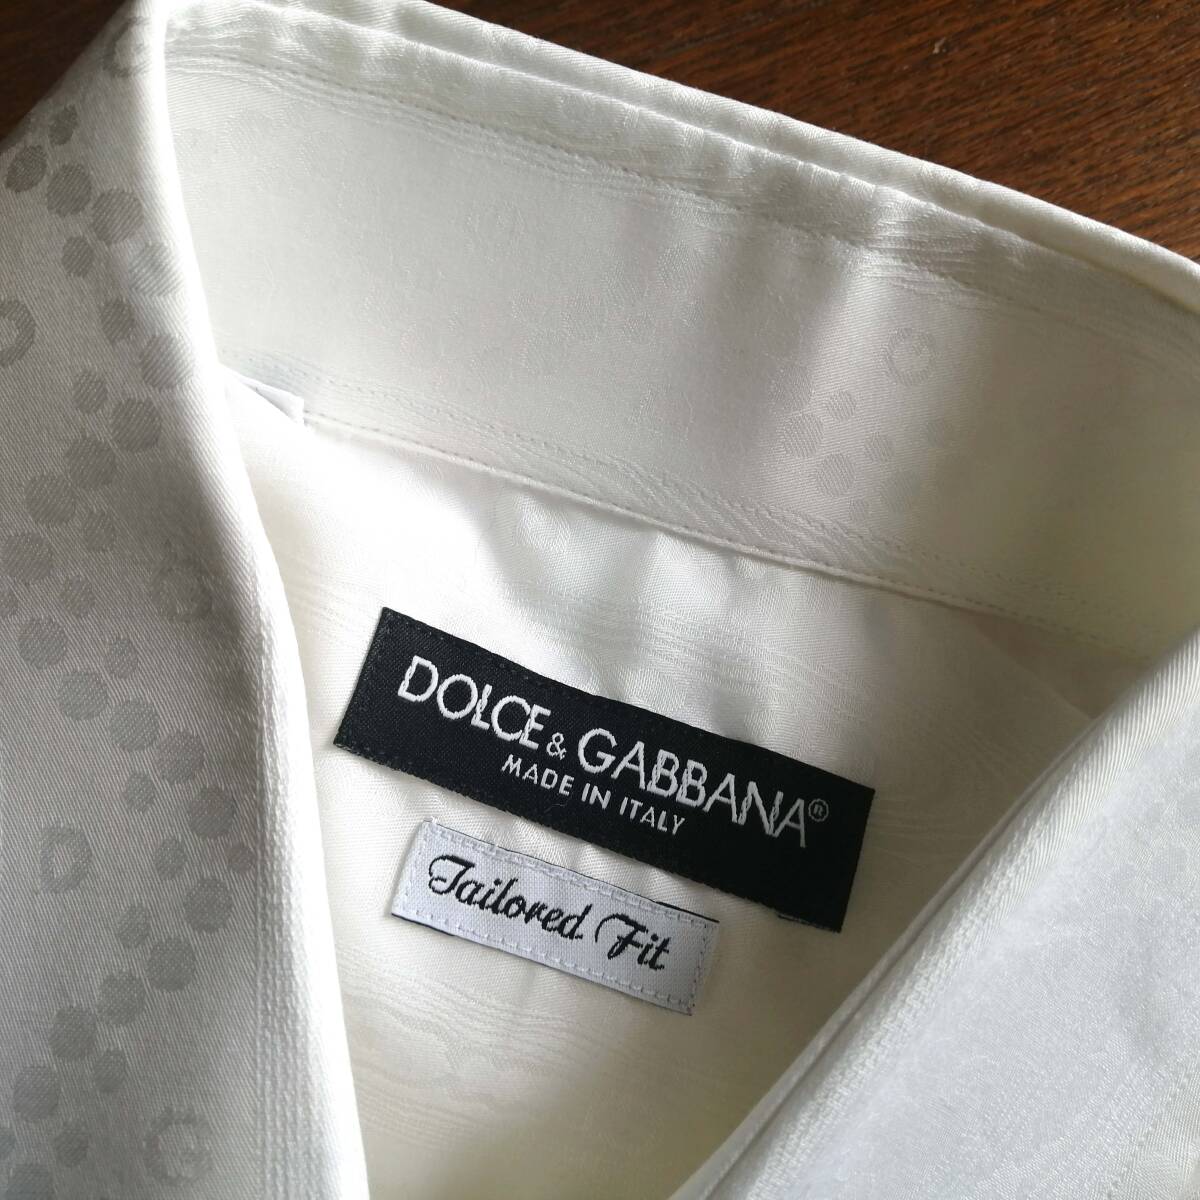 DOLCE & GABBANA®
MADE IN ITALY
Tailored Fit